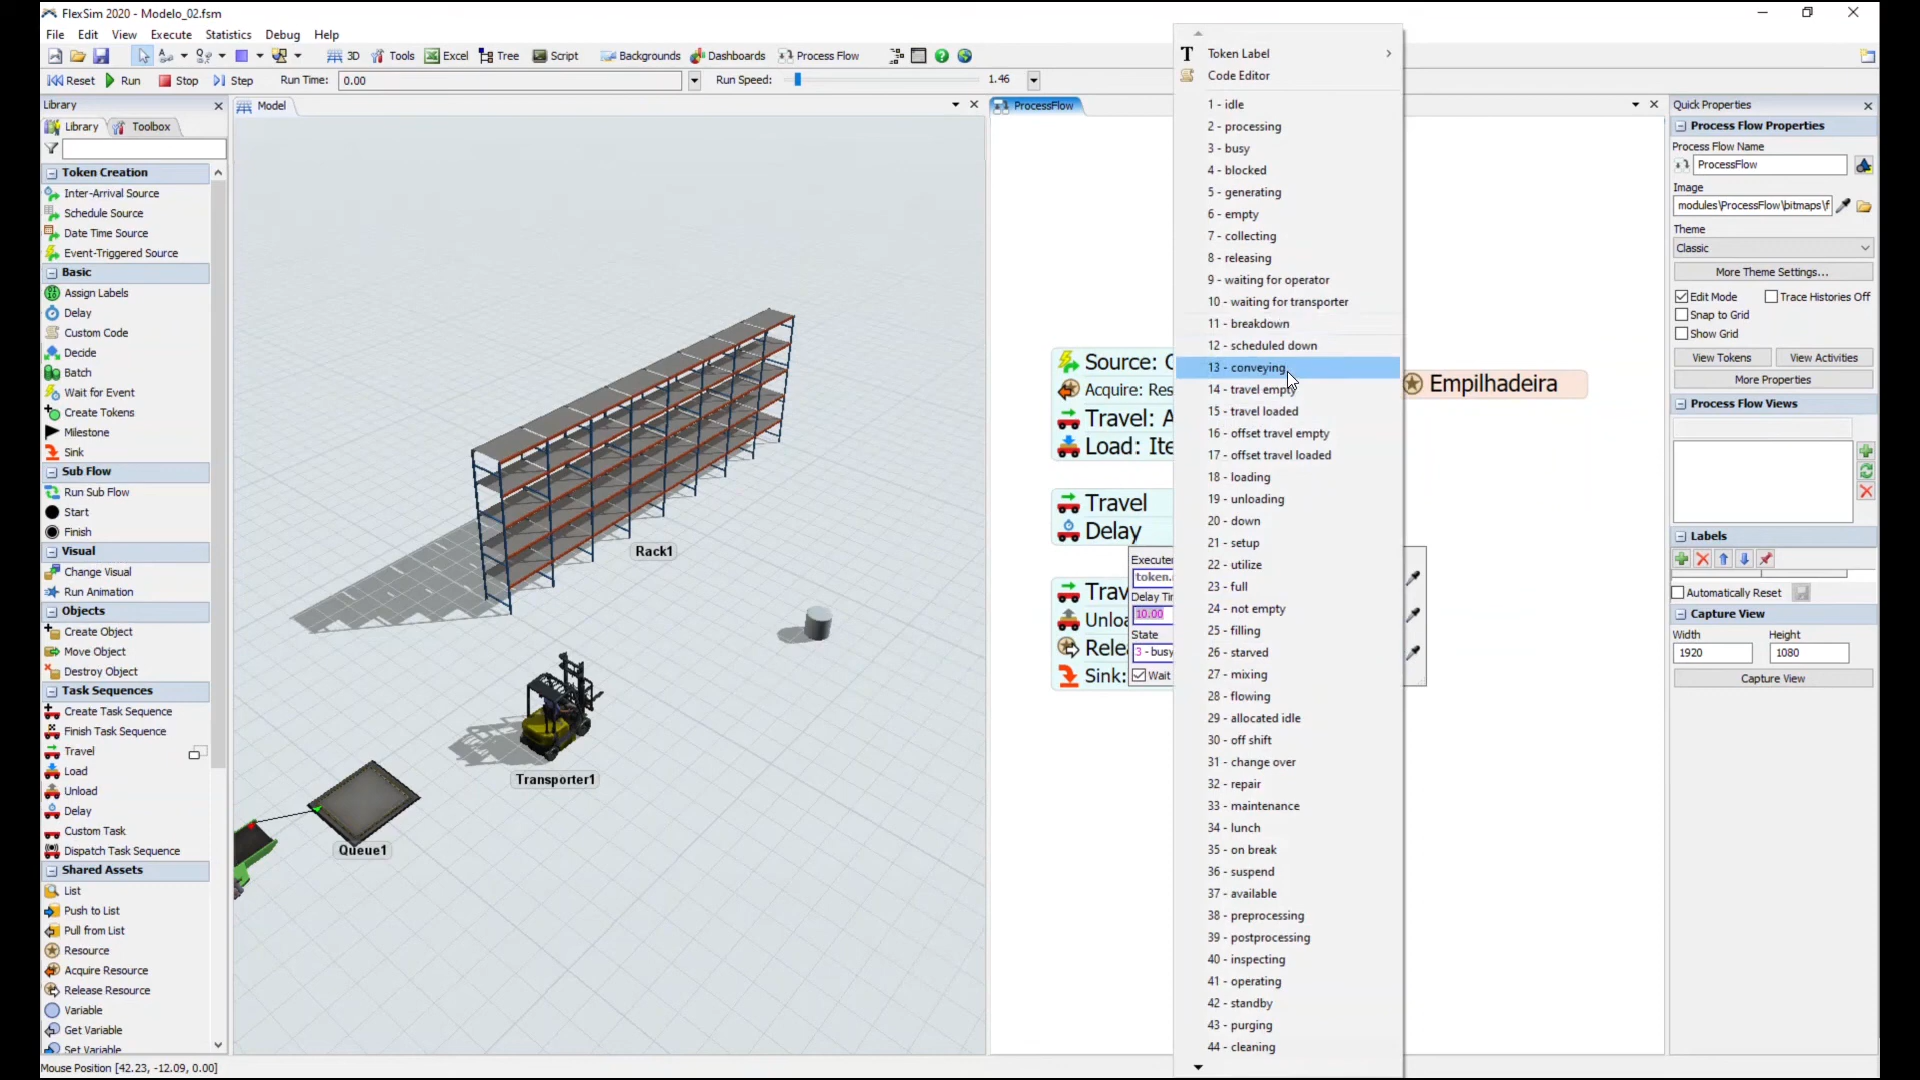 FlexSim 2020 - Modelo_02.fsm
File Edit View Execute Statistics Debug Help
3D Tools Excel Tree Script Backgrounds Dashboards Process Flow
Reset Run Stop Step Run Time: 0.00 Run Speed: 1.46
Library
Library Toolbox
Token Creation
Inter-Arrival Source
Schedule Source
Date Time Source
Event-Triggered Source
Basic
Assign Labels
Delay
Custom Code
Decide
Batch
Wait for Event
Create Tokens
Milestone
Sink
Sub Flow
Run Sub Flow
Start
Finish
Visual
Change Visual
Run Animation
Objects
Create Object
Move Object
Destroy Object
Task Sequences
Create Task Sequence
Finish Task Sequence
Travel
Load
Unload
Delay
Custom Task
Dispatch Task Sequence
Shared Assets
List
Push to List
Pull from List
Resource
Acquire Resource
Release Resource
Variable
Get Variable
Set Variable
Mouse Position [42.23, -12.09, 0.00]
Model
Rack1
Transporter1
Queue1
ProcessFlow
Source:
Acquire: Res
Travel: A
Load: Ite
Travel
Delay
Trav
Unloa
Relea
Sink:
Executer
token.
Delay Tim
10.00
State
3 - busy
Wait
Empilhadeira
Token Label
Code Editor
1 - idle
2 - processing
3 - busy
4 - blocked
5 - generating
6 - empty
7 - collecting
8 - releasing
9 - waiting for operator
10 - waiting for transporter
11 - breakdown
12 - scheduled down
13 - conveying
14 - travel empty
15 - travel loaded
16 - offset travel empty
17 - offset travel loaded
18 - loading
19 - unloading
20 - down
21 - setup
22 - utilize
23 - full
24 - not empty
25 - filling
26 - starved
27 - mixing
28 - flowing
29 - allocated idle
30 - off shift
31 - change over
32 - repair
33 - maintenance
34 - lunch
35 - on break
36 - suspend
37 - available
38 - preprocessing
39 - postprocessing
40 - inspecting
41 - operating
42 - standby
43 - purging
44 - cleaning
Quick Properties
Process Flow Properties
Process Flow Name
ProcessFlow
Image
modules\ProcessFlow\bitmaps\f
Theme
Classic
More Theme Settings...
Edit Mode Trace Histories Off
Snap to Grid
Show Grid
View Tokens View Activities
More Properties
Process Flow Views
Labels
Automatically Reset
Capture View
Width Height
1920 1080
Capture View